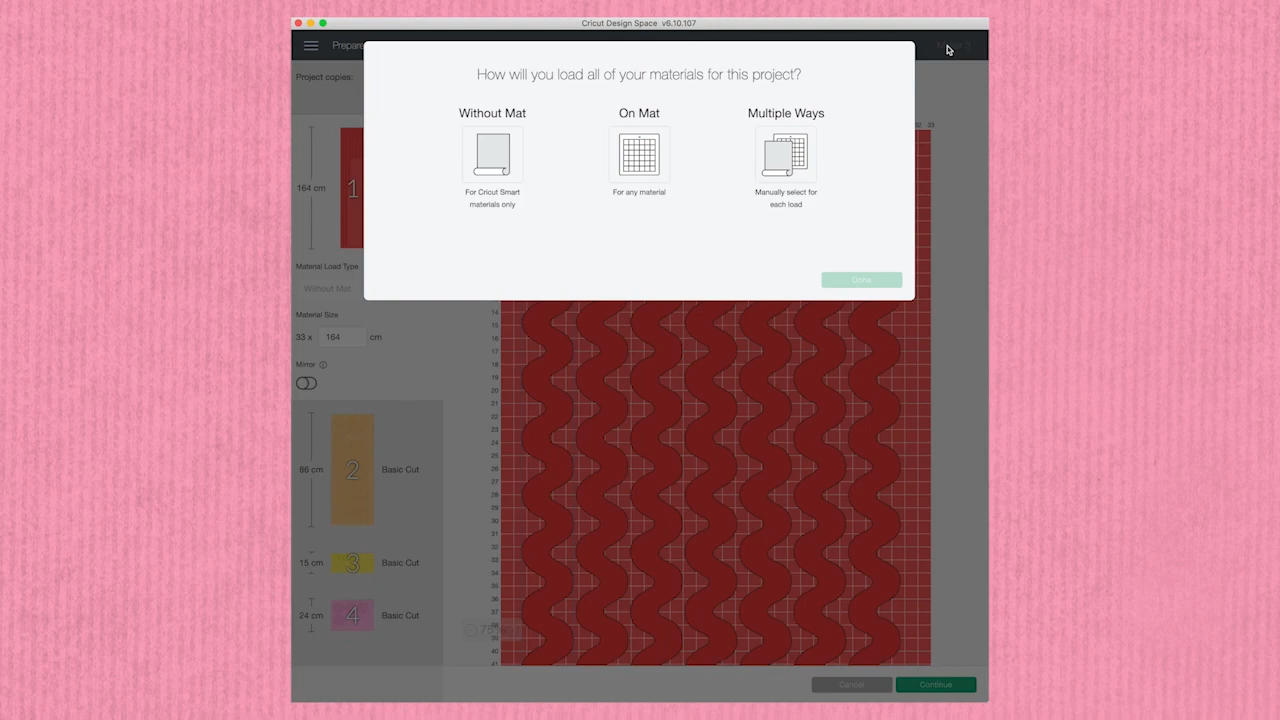 Cricut Design Space v6.10.107
Prepare
How will you load all of your materials for this project?
Without Mat
On Mat
Multiple Ways
For Cricut Smart
materials only
For any material
Manually select for
each load
Done
Project copies:
164 cm
1
Material Load Type
Without Mat
Material Size
33 x 164 cm
Mirror
86 cm
2
Basic Cut
15 cm
3
Basic Cut
24 cm
4
Basic Cut
32 33
14
15
16
17
18
19
20
21
22
23
24
25
26
27
28
29
30
31
32
33
34
35
36
37
38
39
40
41
75%
Cancel
Continue